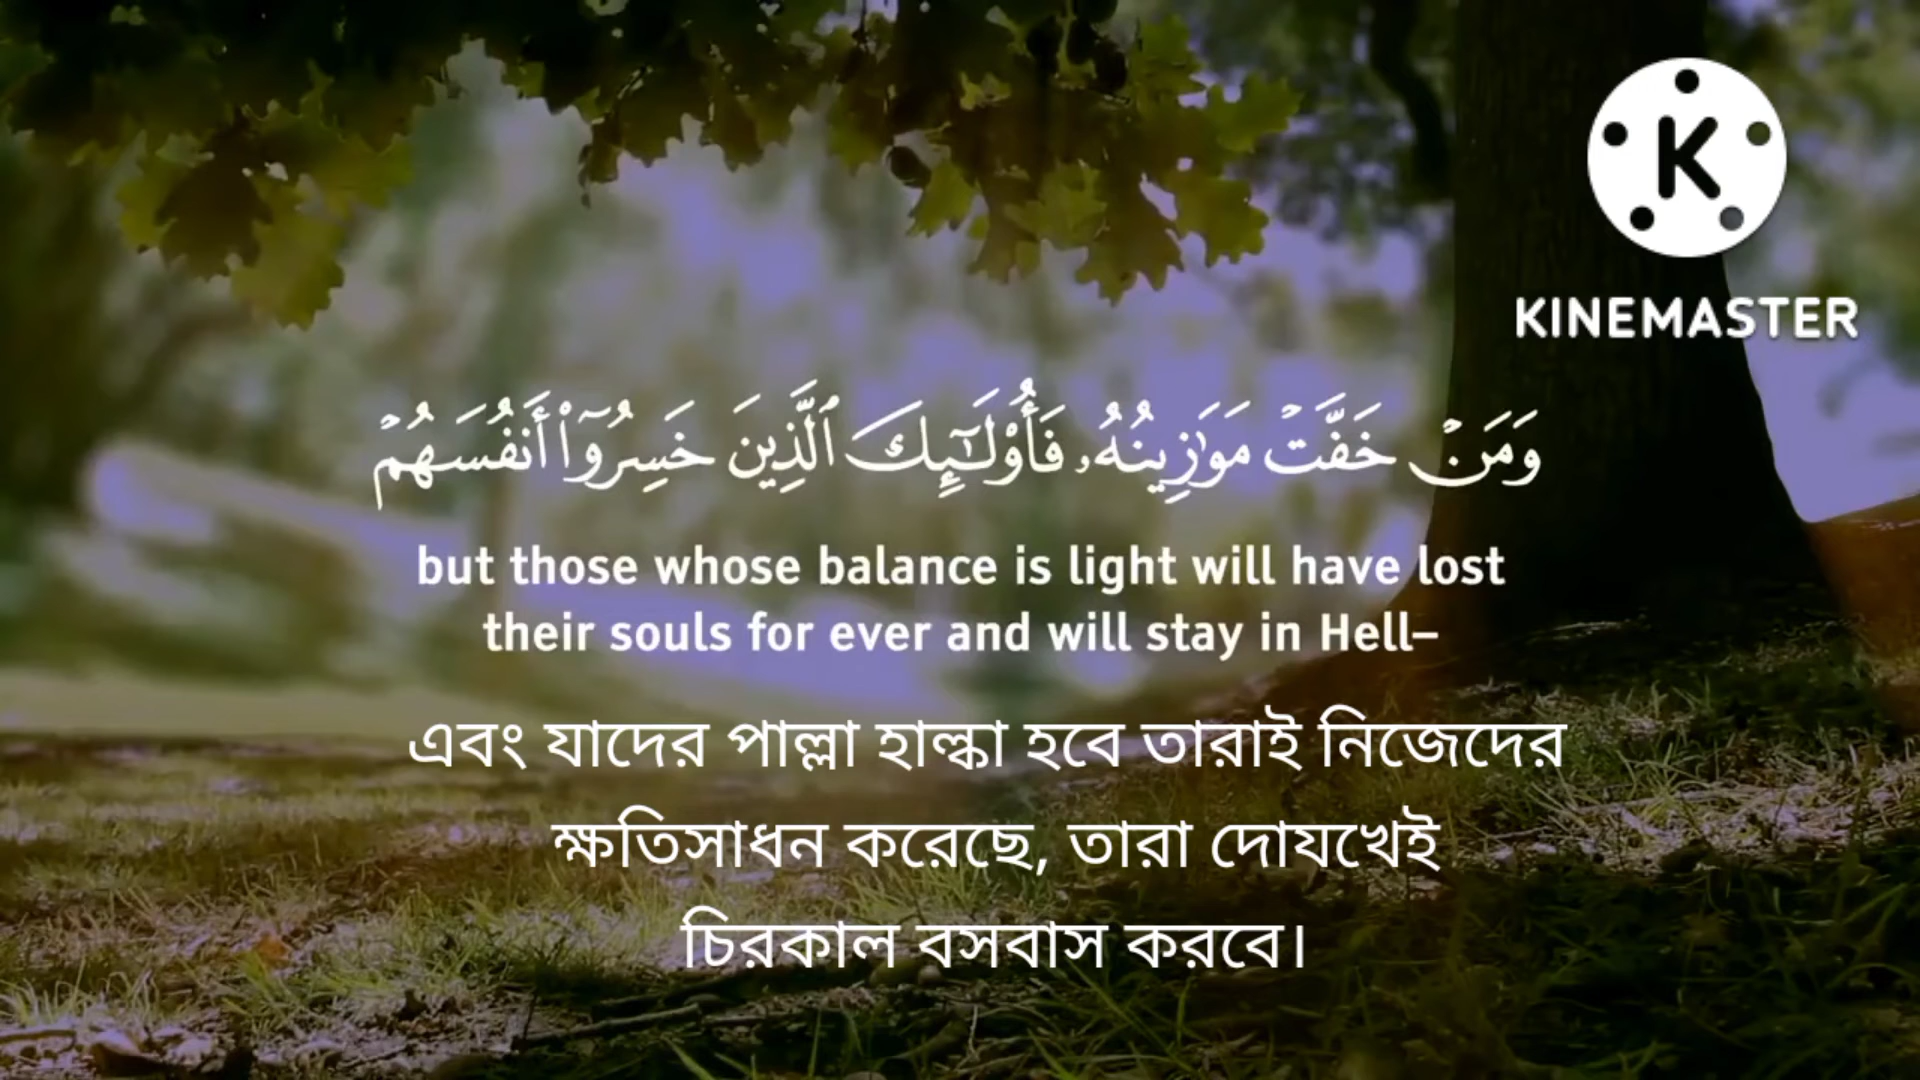 KINEMASTER
وَمَنْ خَفَّتْ مَوَٰزِينُهُۥ فَأُو۟لَـٰٓئِكَ ٱلَّذِينَ خَسِرُوٓا۟ أَنفُسَهُمْ
but those whose balance is light will have lost
their souls for ever and will stay in Hell–
এবং যাদের পাল্লা হাল্কা হবে তারাই নিজেদের
ক্ষতিসাধন করেছে, তারা দোযখেই
চিরকাল বসবাস করবে।